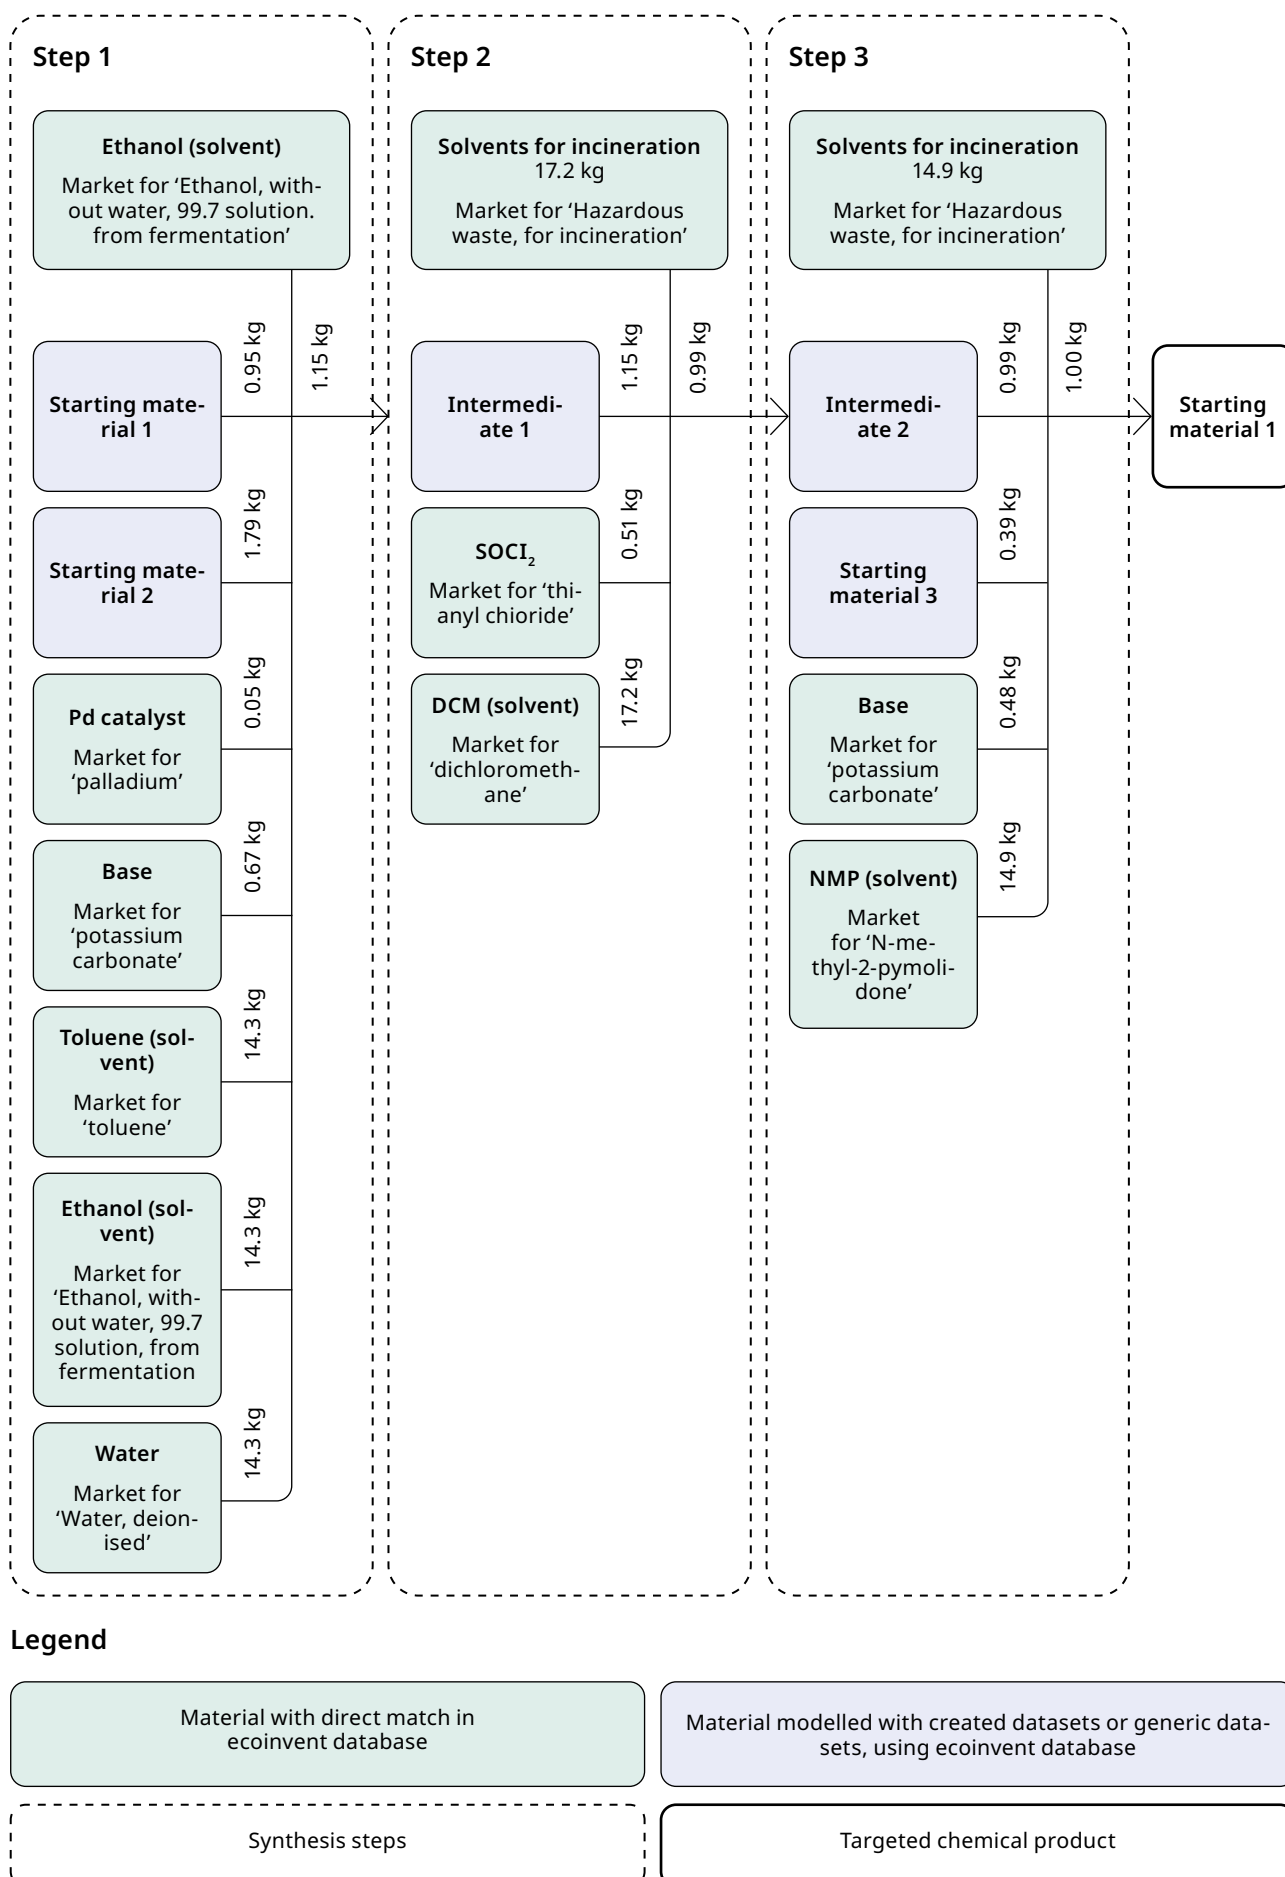 Step 1
Ethanol (solvent)
Market for ‘Ethanol, with-
out water, 99.7 solution.
from fermentation’
0.95 kg
1.15 kg
Starting mate-
rial 1
1.79 kg
Starting mate-
rial 2
0.05 kg
Pd catalyst
Market for
‘palladium’
0.67 kg
Base
Market for
‘potassium
carbonate’
14.3 kg
Toluene (sol-
vent)
Market for
‘toluene’
14.3 kg
Ethanol (sol-
vent)
Market for
‘Ethanol, with-
out water, 99.7
solution, from
fermentation
14.3 kg
Water
Market for
‘Water, deion-
ised’
Step 2
Solvents for incineration
17.2 kg
Market for ‘Hazardous
waste, for incineration’
1.15 kg
0.99 kg
Intermedi-
ate 1
0.51 kg
SOCI2
Market for ‘thi-
anyl chioride’
17.2 kg
DCM (solvent)
Market for
‘dichlorometh-
ane’
Step 3
Solvents for incineration
14.9 kg
Market for ‘Hazardous
waste, for incineration’
0.99 kg
1.00 kg
Intermedi-
ate 2
0.39 kg
Starting
material 3
0.48 kg
Base
Market for
‘potassium
carbonate’
14.9 kg
NMP (solvent)
Market
for ‘N-me-
thyl-2-pymoli-
done’
Starting
material 1
Legend
Material with direct match in
ecoinvent database
Material modelled with created datasets or generic data-
sets, using ecoinvent database
Synthesis steps
Targeted chemical product